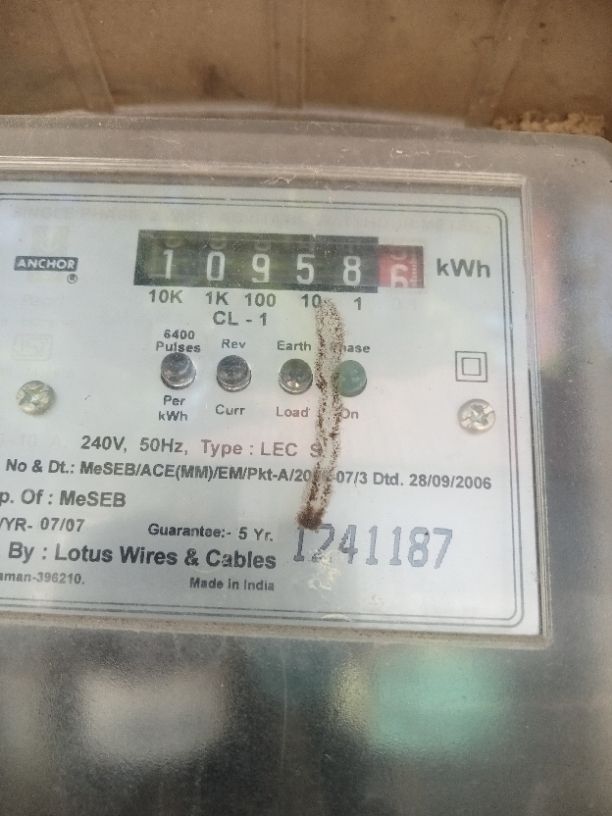 ANCHOR
®
1 0 9 5 8 6 kWh
10K 1K 100 10 1
CL - 1
6400 Pulses Per kWh
Rev Curr
Earth Load
On
240V, 50Hz, Type : LEC
No & Dt.: MeSEB/ACE(MM)/EM/Pkt-A/ 07/3 Dtd. 28/09/2006
p. Of : MeSEB
/YR- 07/07
Guarantee:- 5 Yr.
By : Lotus Wires & Cables
1241187
aman-396210.
Made in India